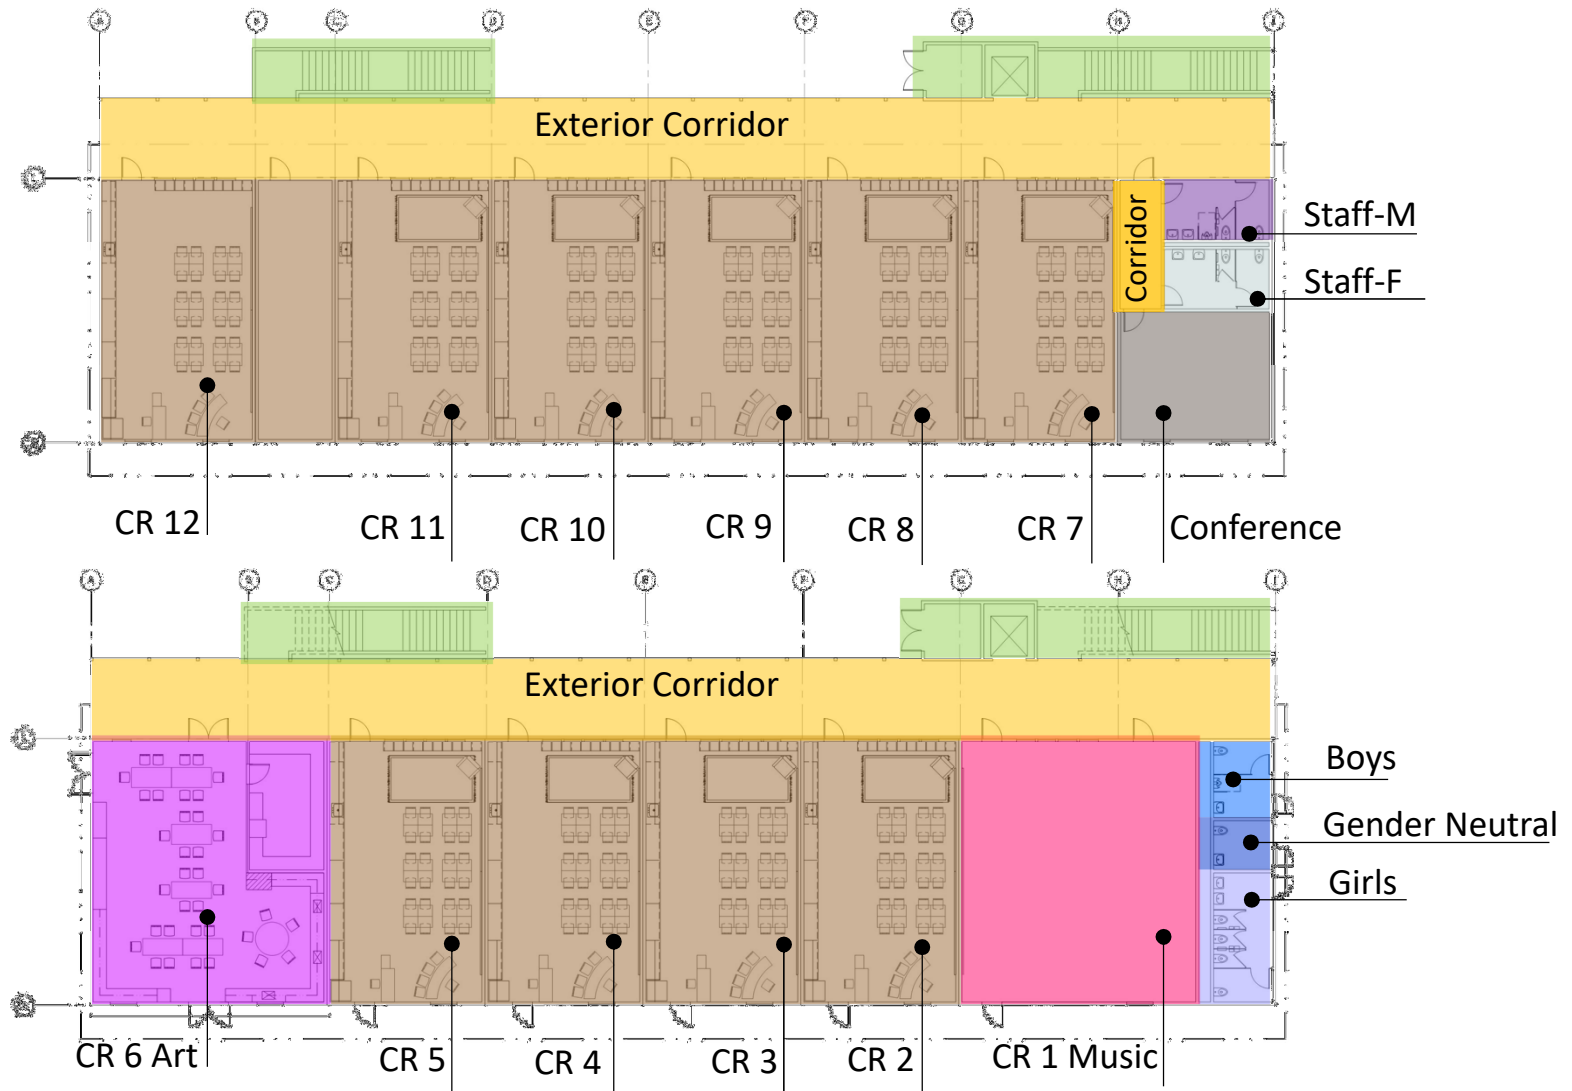 A B C D E F G H I
Exterior Corridor
Corridor
Staff-M
Staff-F
CR 12
CR 11
CR 10
CR 9
CR 8
CR 7
Conference
A B C D E F G H I
Exterior Corridor
Boys
Gender Neutral
Girls
CR 6 Art
CR 5
CR 4
CR 3
CR 2
CR 1 Music